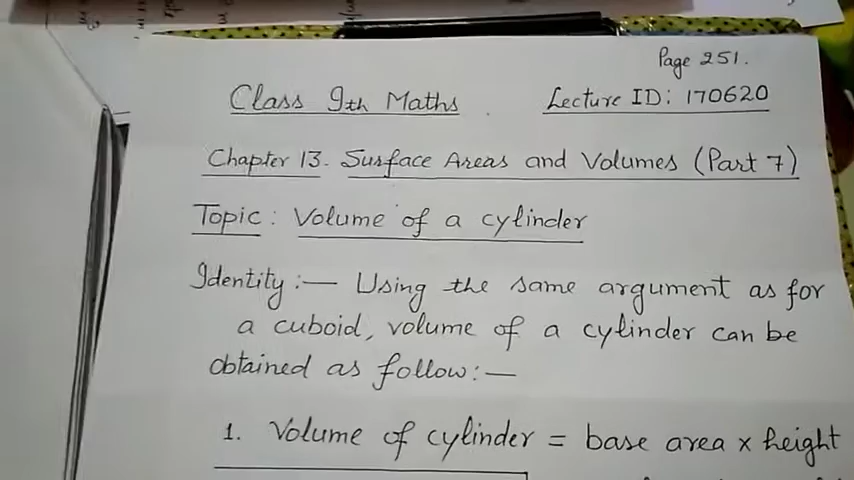 Page 251.
Class 9th Maths Lecture ID: 170620
Chapter 13. Surface Areas and Volumes (Part 7)
Topic: Volume of a cylinder
Identity:— Using the same argument as for
a cuboid, volume of a cylinder can be
obtained as follow:—
1. Volume of cylinder = base area x height